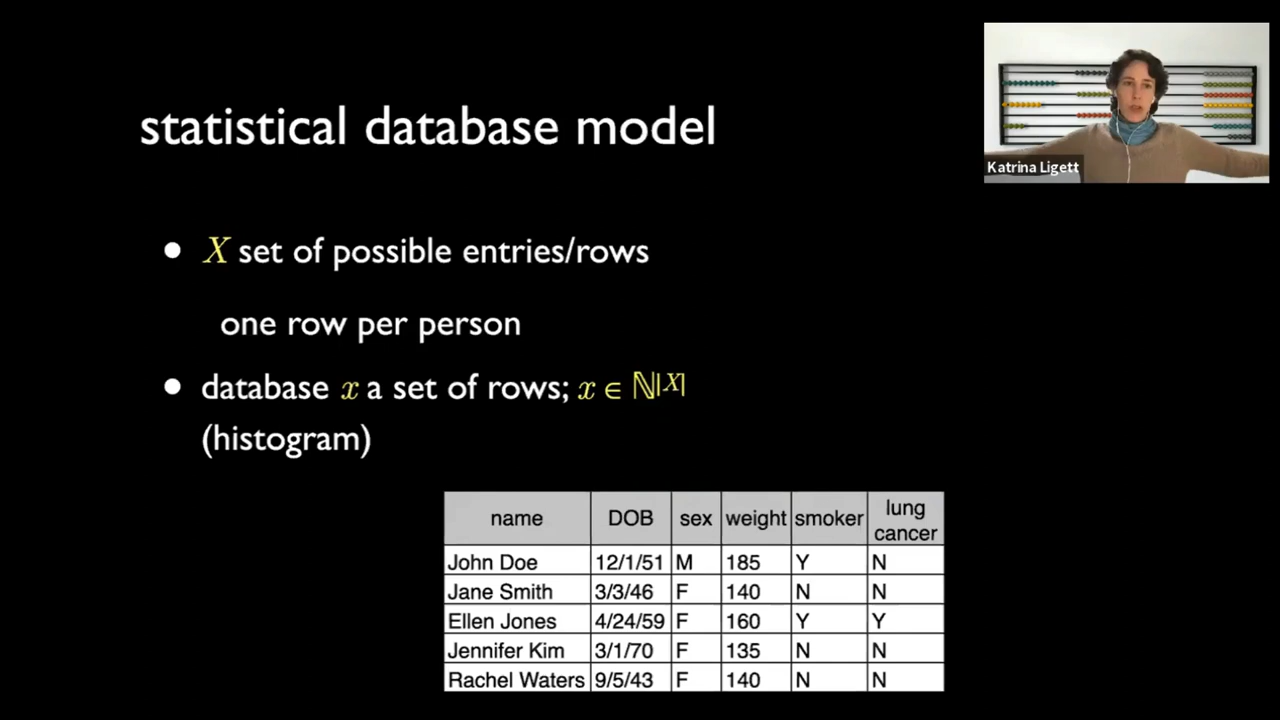 statistical database model
Katrina Ligett
• X set of possible entries/rows
one row per person
• database x a set of rows; x ∈ ℕ|X|
(histogram)
name DOB sex weight smoker lung cancer
John Doe 12/1/51 M 185 Y N
Jane Smith 3/3/46 F 140 N N
Ellen Jones 4/24/59 F 160 Y Y
Jennifer Kim 3/1/70 F 135 N N
Rachel Waters 9/5/43 F 140 N N